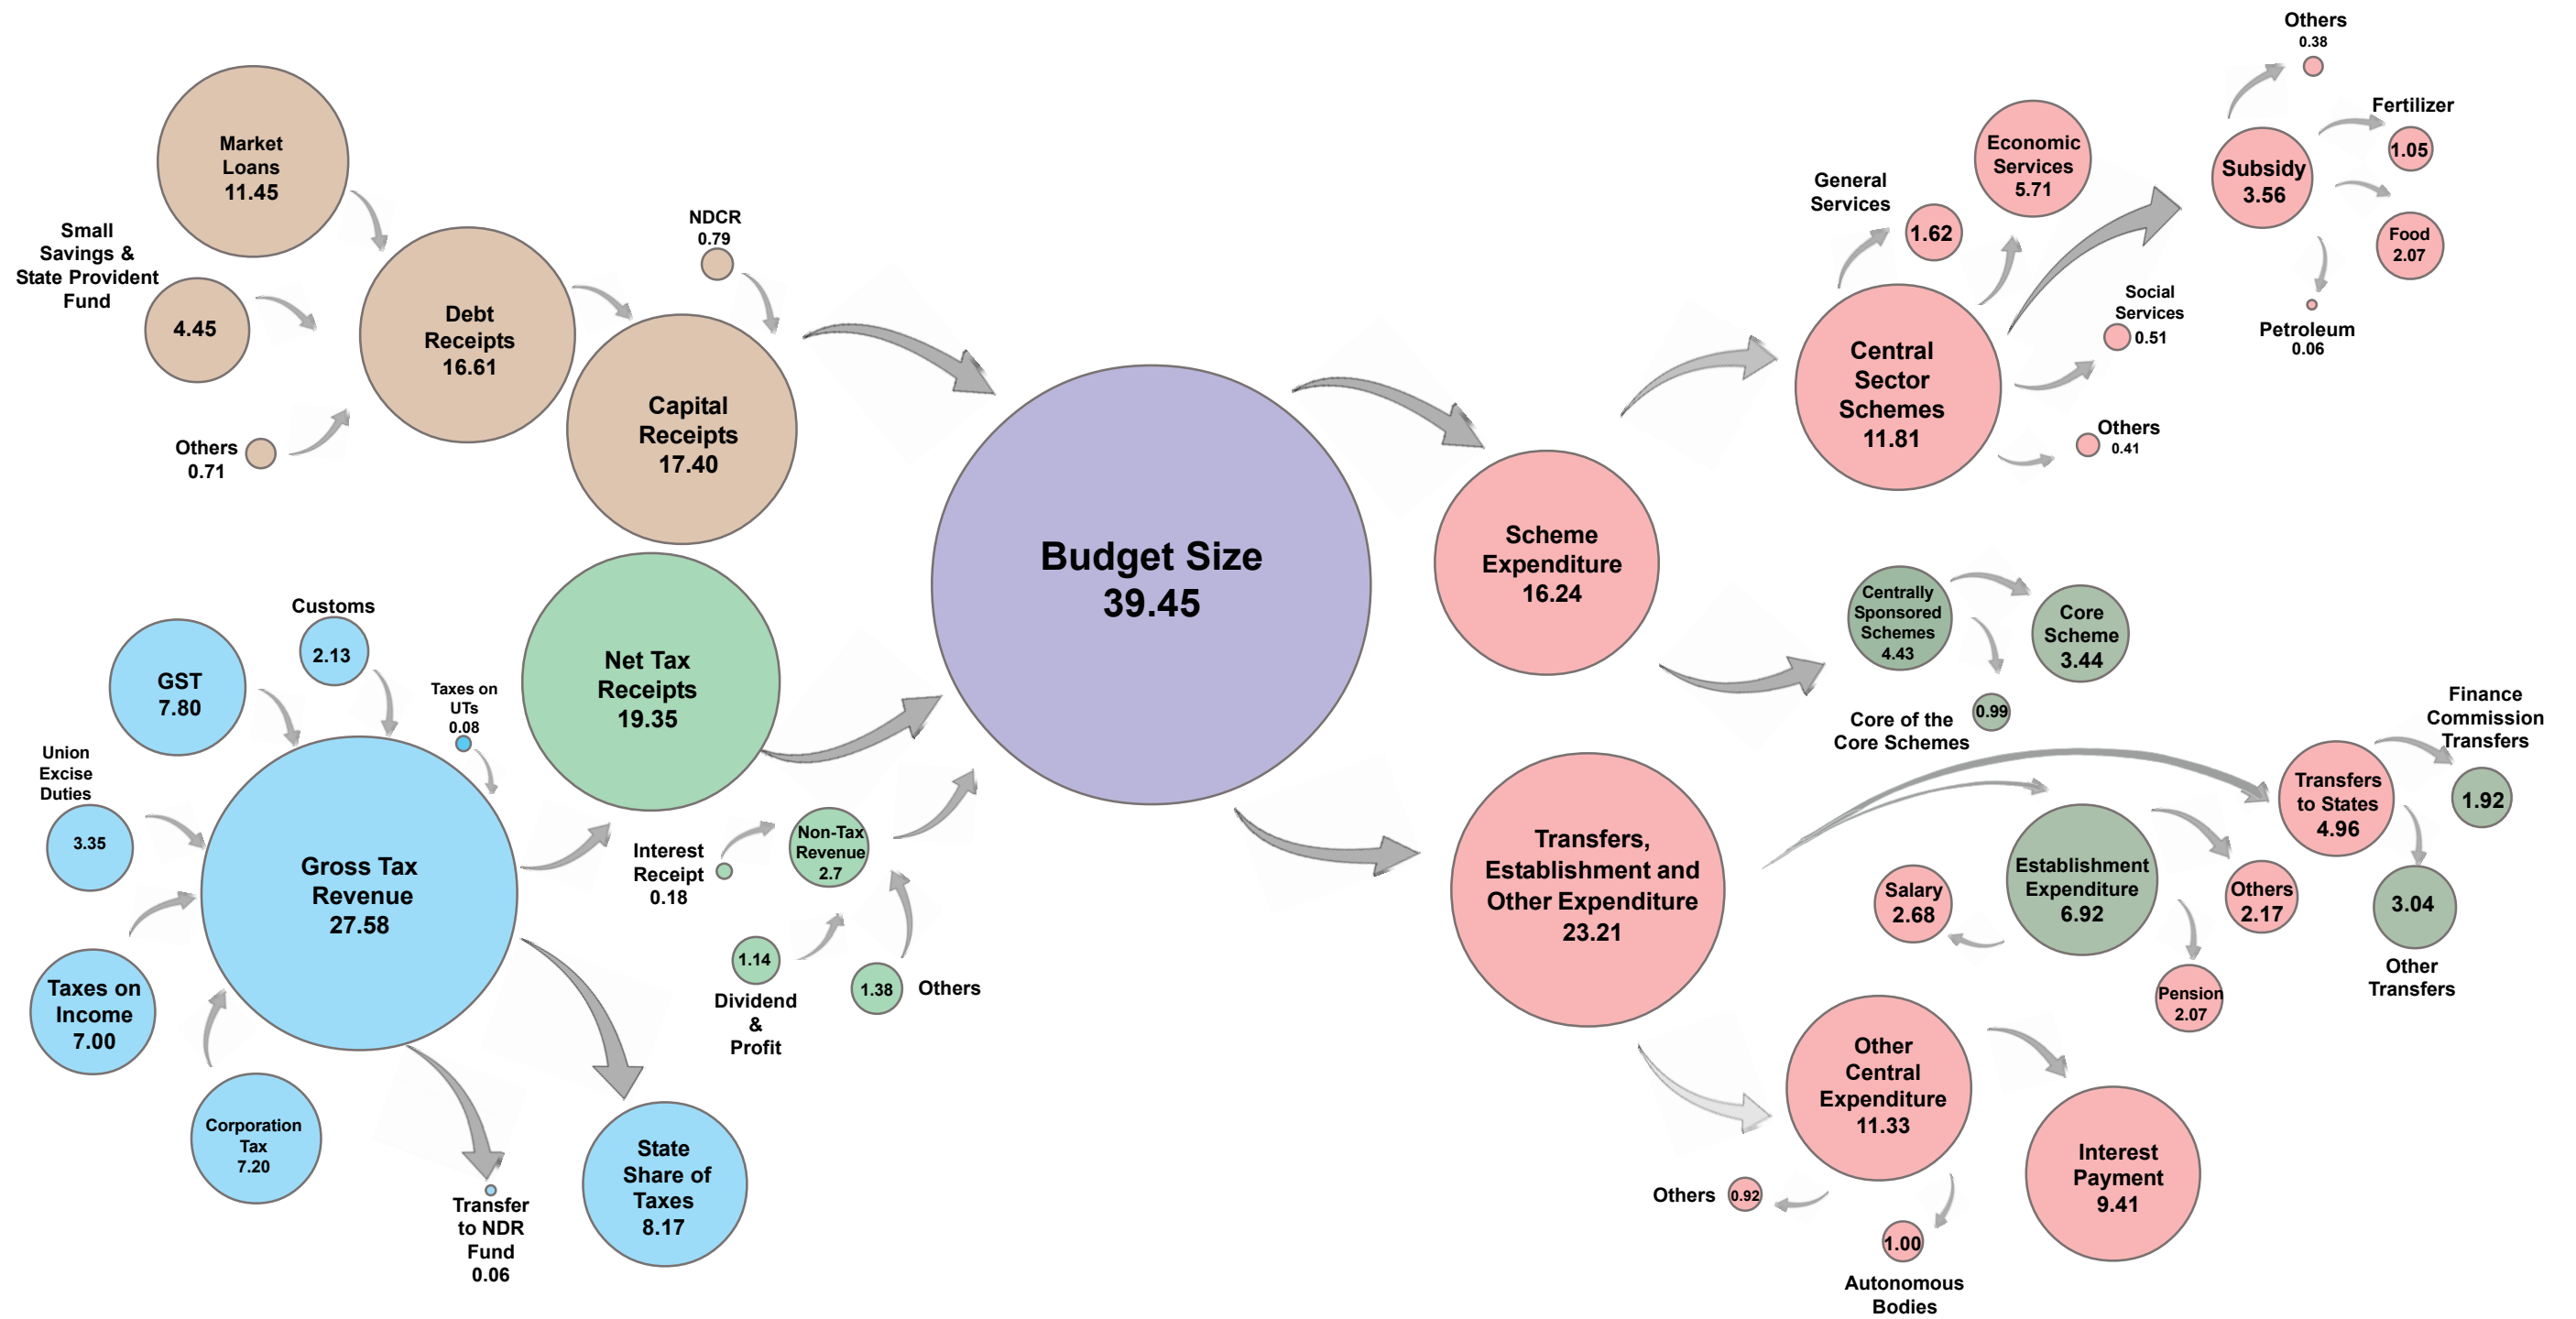 Market
Loans
11.45
Small
Savings &
State Provident
Fund
4.45
Others
0.71
Debt
Receipts
16.61
NDCR
0.79
Capital
Receipts
17.40
Net Tax
Receipts
19.35
Customs
2.13
GST
7.80
Taxes on
UTs
0.08
Union
Excise
Duties
3.35
Gross Tax
Revenue
27.58
Taxes on
Income
7.00
Corporation
Tax
7.20
Transfer
to NDR
Fund
0.06
State
Share of
Taxes
8.17
Interest
Receipt
0.18
Non-Tax
Revenue
2.7
1.14
Dividend
&
Profit
1.38
Others
Budget Size
39.45
Scheme
Expenditure
16.24
Central
Sector
Schemes
11.81
General
Services
1.62
Economic
Services
5.71
Subsidy
3.56
Others
0.38
Fertilizer
1.05
Food
2.07
Petroleum
0.06
Social
Services
0.51
Others
0.41
Centrally
Sponsored
Schemes
4.43
Core
Scheme
3.44
0.99
Core of the
Core Schemes
Transfers,
Establishment and
Other Expenditure
23.21
Transfers
to States
4.96
Finance
Commission
Transfers
1.92
3.04
Other
Transfers
Establishment
Expenditure
6.92
Salary
2.68
Others
2.17
Pension
2.07
Other
Central
Expenditure
11.33
Interest
Payment
9.41
Others
0.92
1.00
Autonomous
Bodies